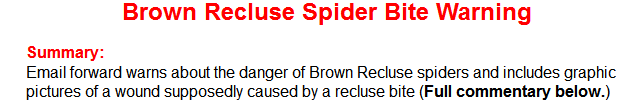 Brown Recluse Spider Bite Warning
Summary:
Email forward warns about the danger of Brown Recluse spiders and includes graphic
pictures of a wound supposedly caused by a recluse bite (Full commentary below.)